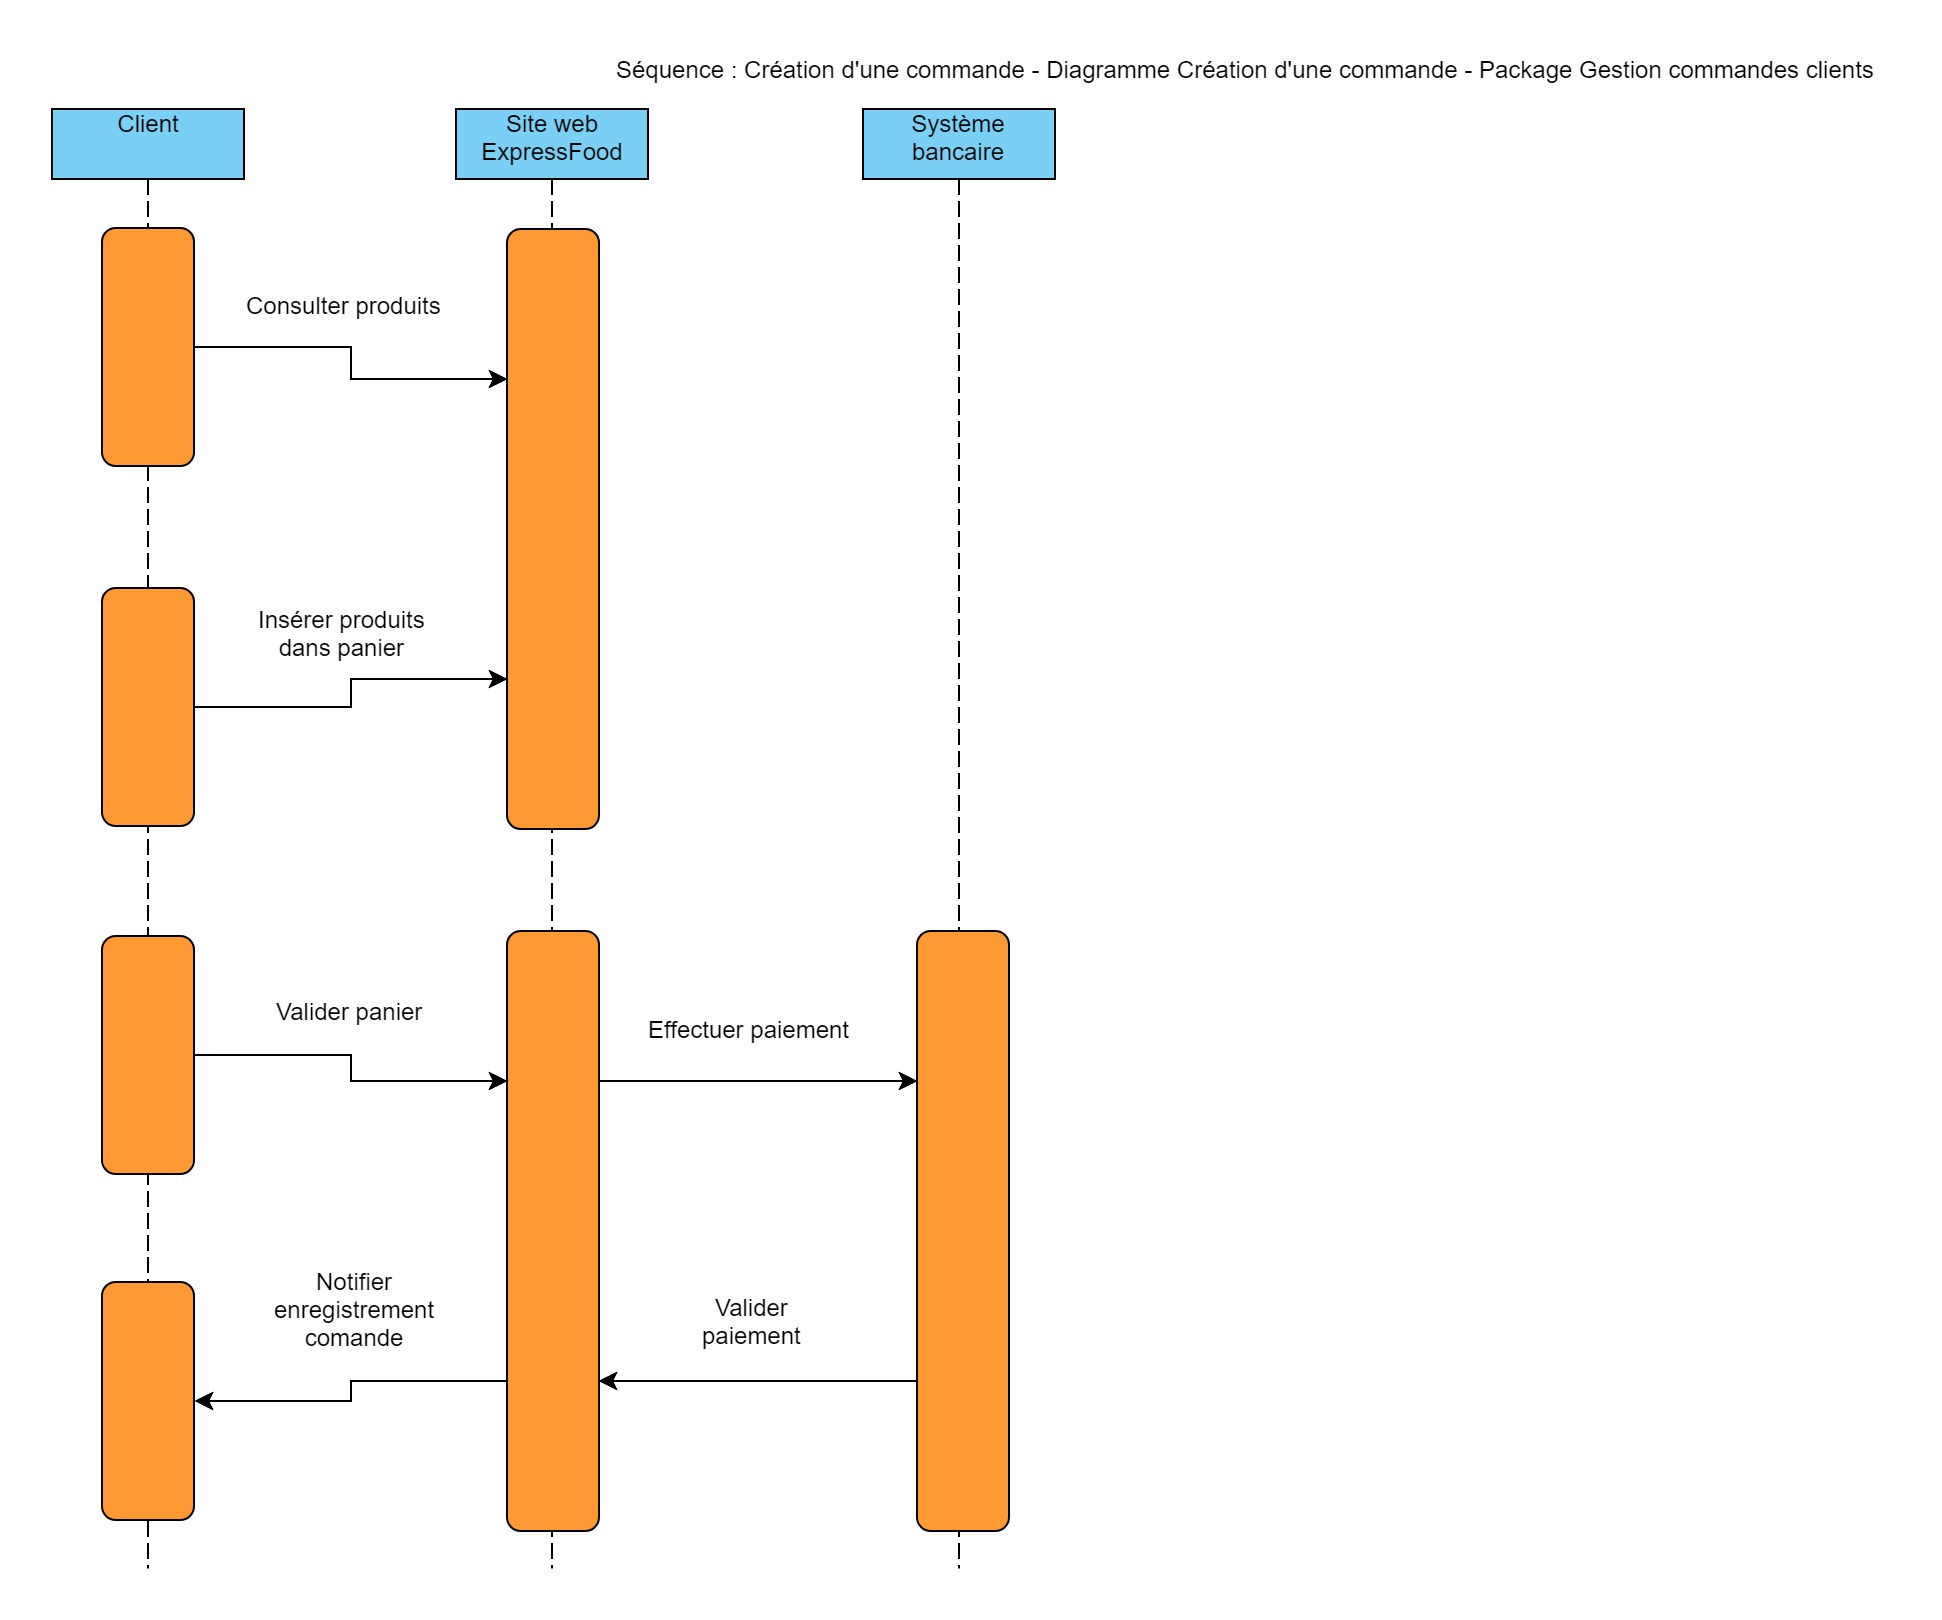 Séquence : Création d'une commande - Diagramme Création d'une commande - Package Gestion commandes clients
Client
Site web
ExpressFood
Système
bancaire
Consulter produits
Insérer produits
dans panier
Valider panier
Effectuer paiement
Notifier
enregistrement
comande
Valider
paiement